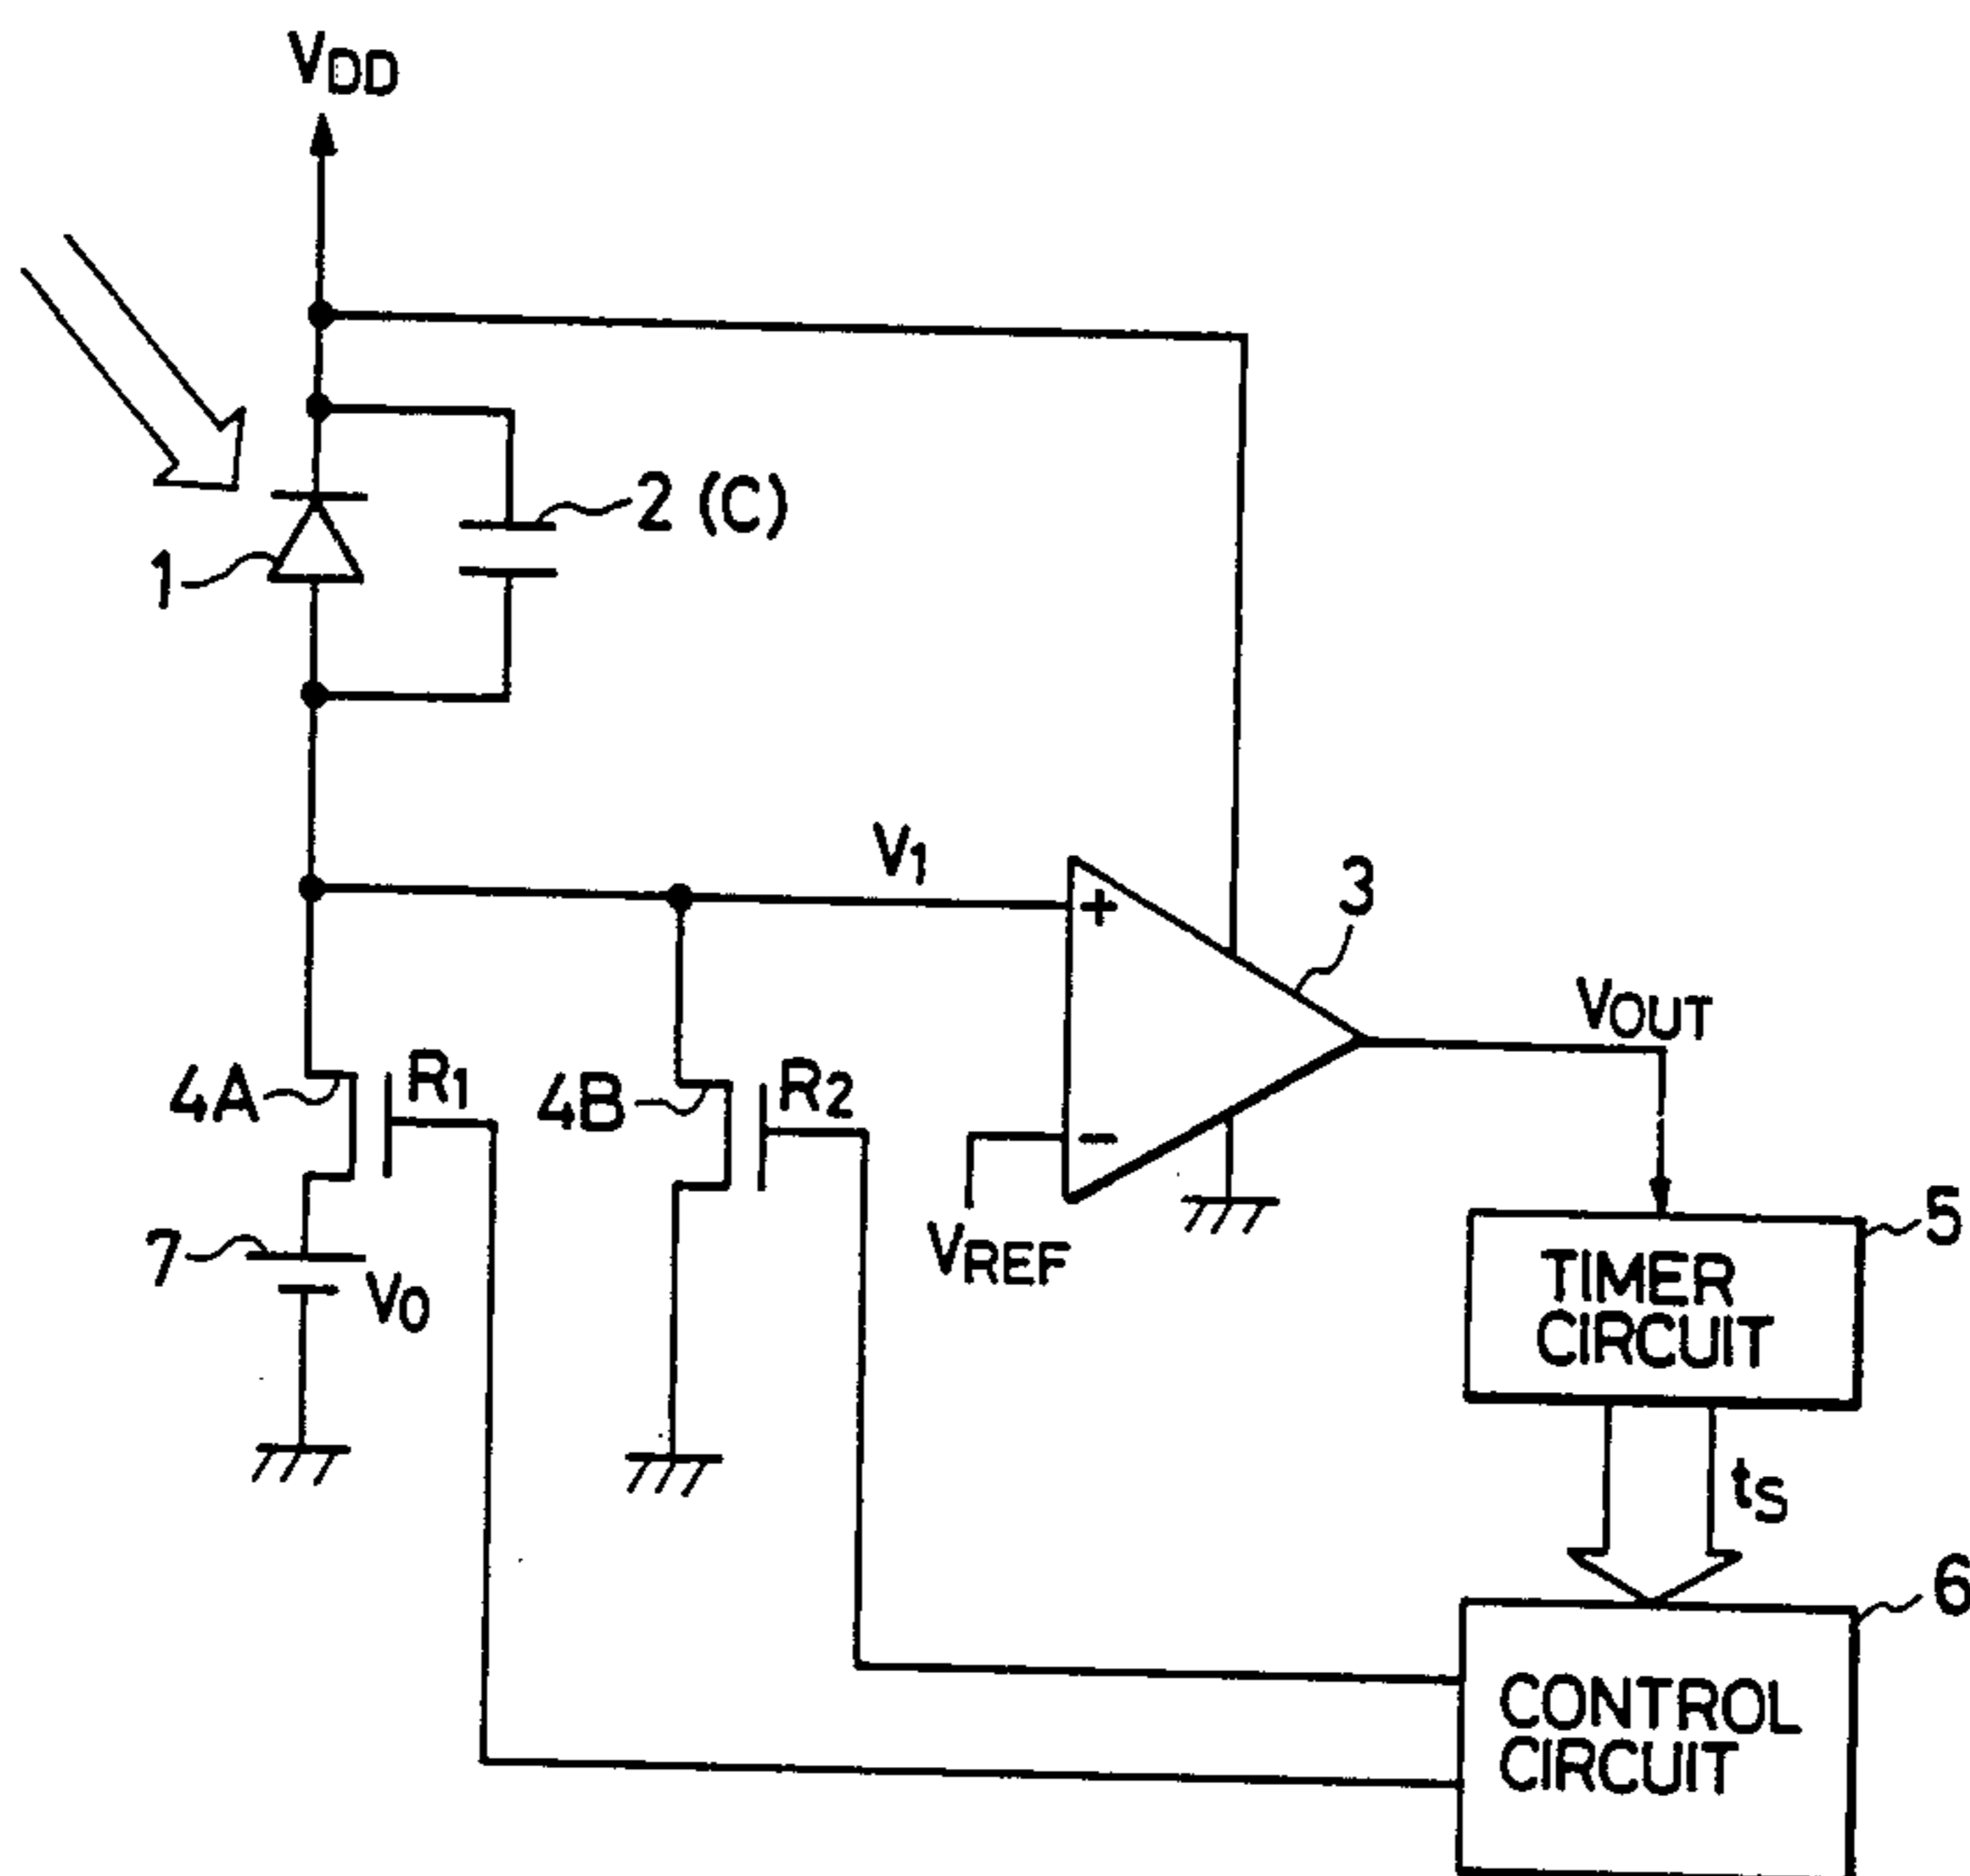 VDD
2 (C)
1
V1
+
3
VOUT
4A
R1
4B
R2
-
7
V0
VREF
5
TIMER
CIRCUIT
tS
6
CONTROL
CIRCUIT